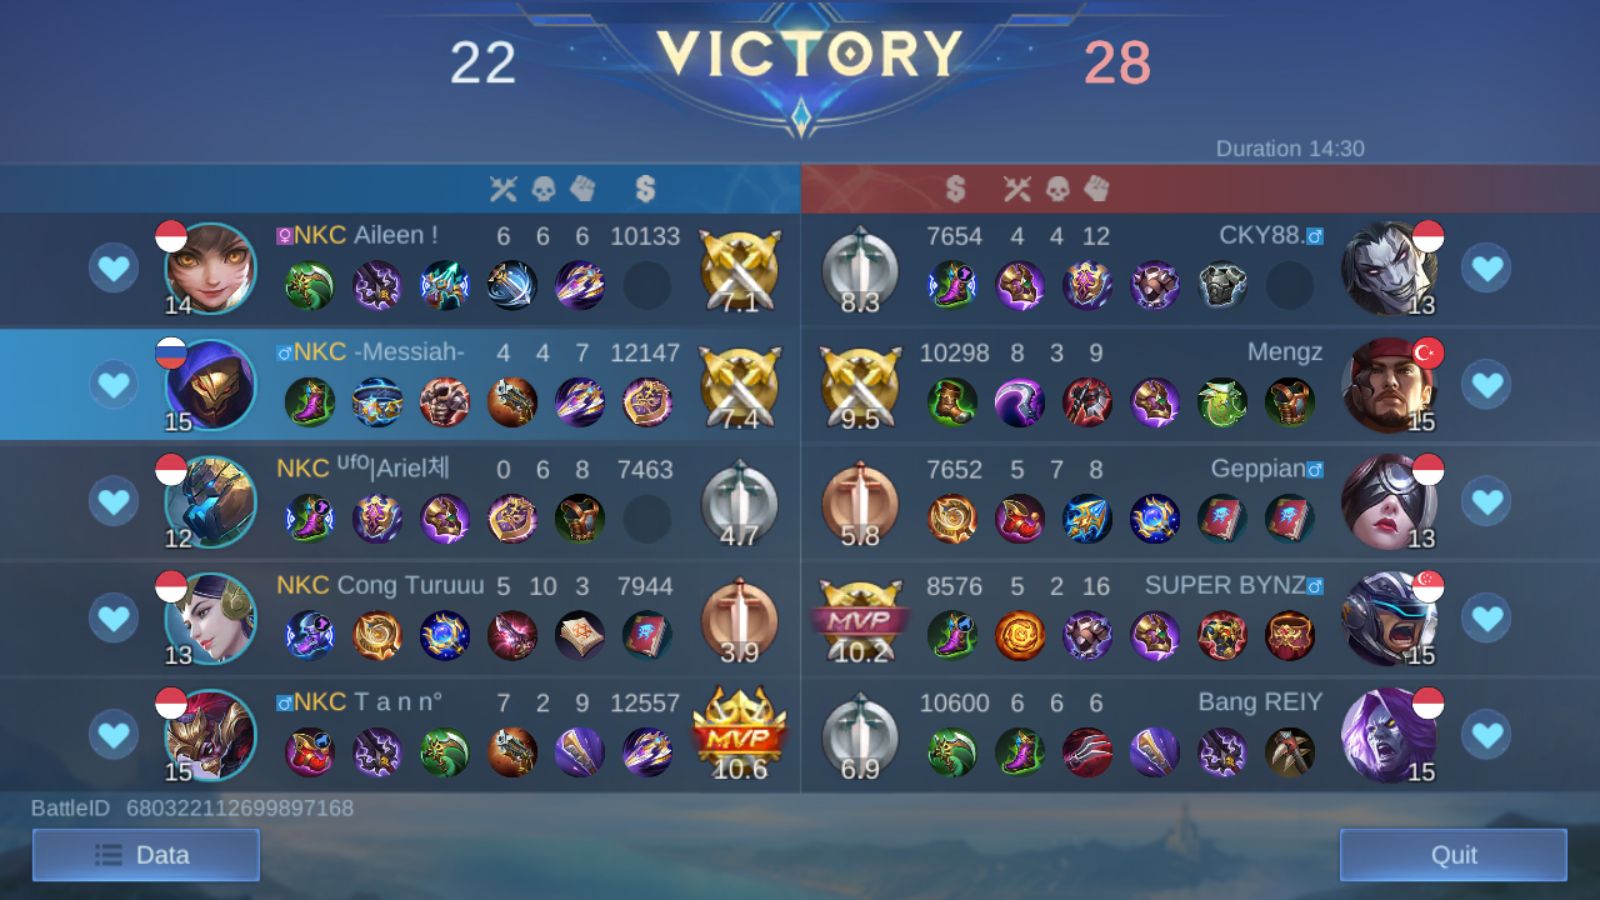 22 VICTORY 28
Duration 14:30
NKC Aileen ! 6 6 6 10133
14 7.1
8.3 7654 4 4 12 CKY88. 13
NKC -Messiah- 4 4 7 12147
15 7.4
9.5 10298 8 3 9 Mengz 15
NKC ᵁᶠᴼ|Ariel체 0 6 8 7463
12 4.7
5.8 7652 5 7 8 Geppian 13
NKC Cong Turuuu 5 10 3 7944
13 3.9
MVP 10.2 8576 5 2 16 SUPER BYNZ 15
NKC T a n n° 7 2 9 12557
15 MVP 10.6
6.9 10600 6 6 6 Bang REIY 15
BattleID 680322112699897168
Data
Quit